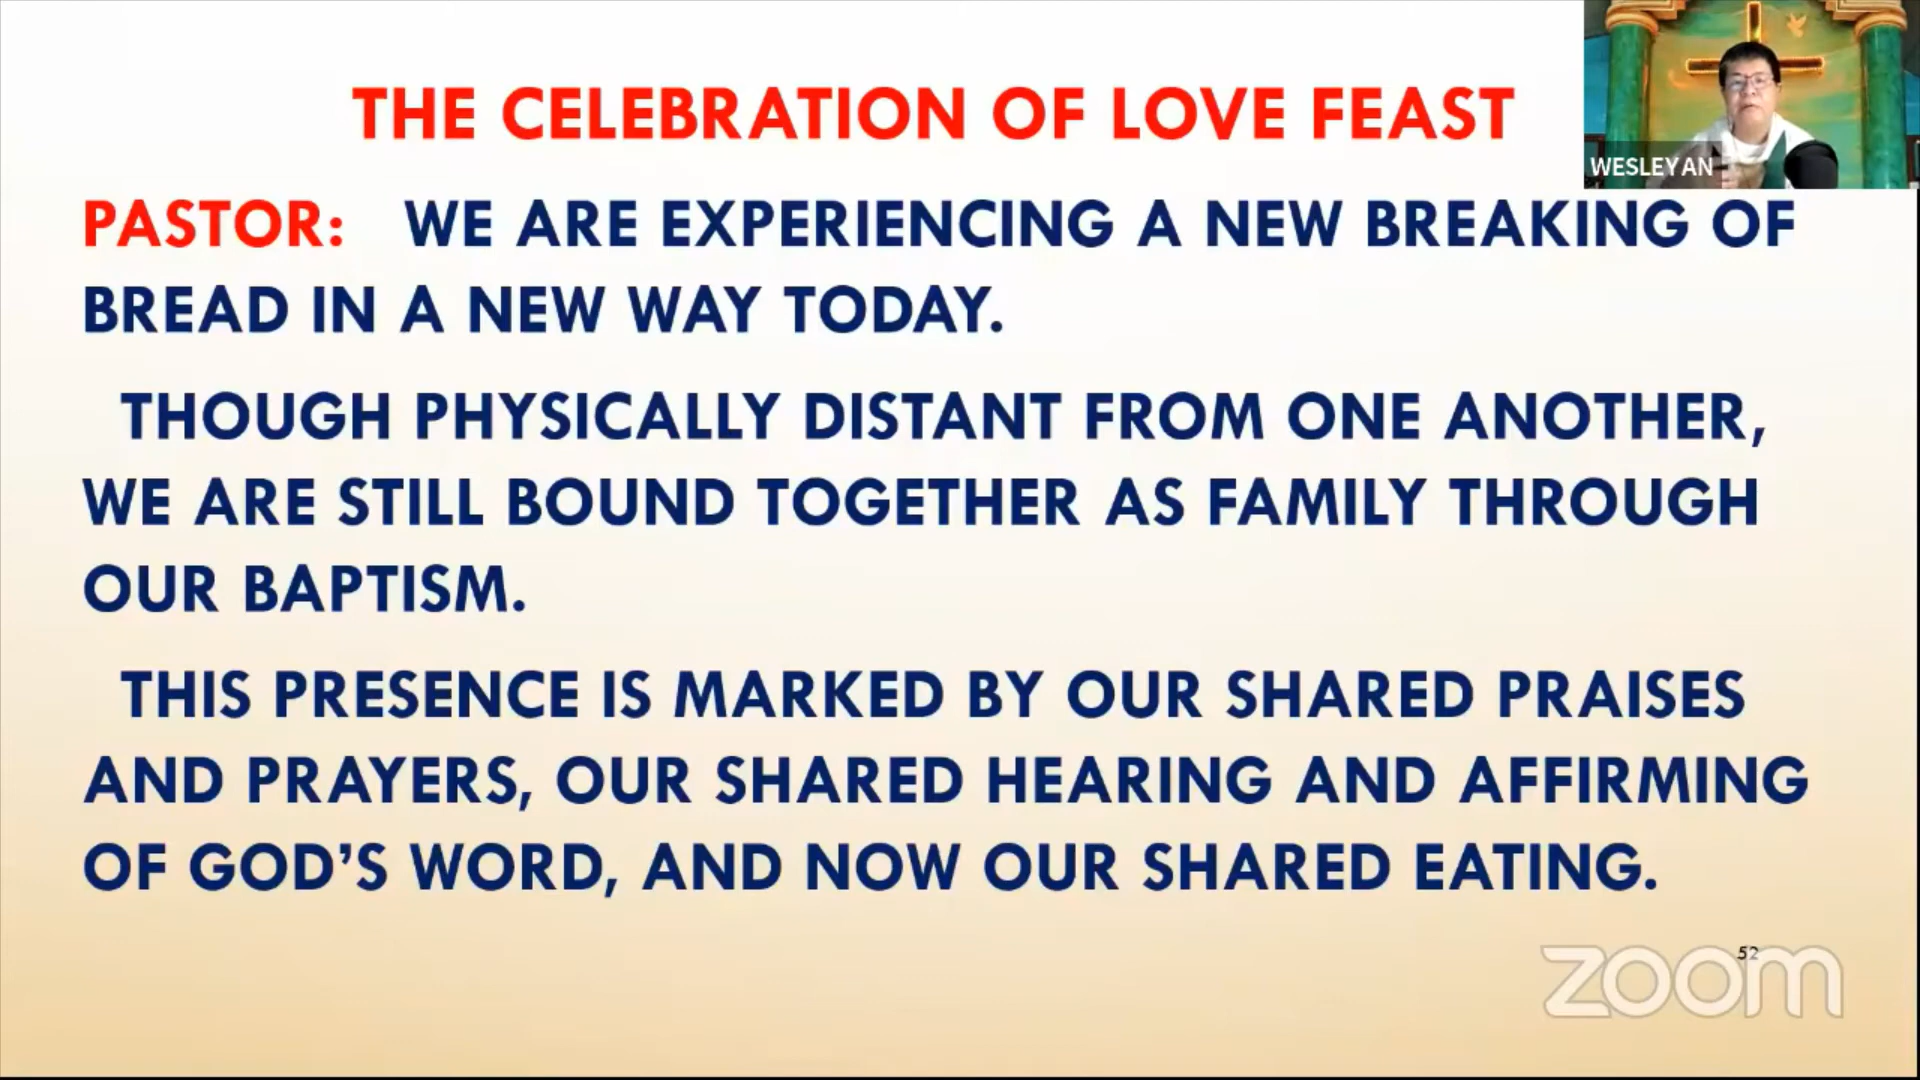 THE CELEBRATION OF LOVE FEAST
WESLEYAN
PASTOR: WE ARE EXPERIENCING A NEW BREAKING OF
BREAD IN A NEW WAY TODAY.
THOUGH PHYSICALLY DISTANT FROM ONE ANOTHER,
WE ARE STILL BOUND TOGETHER AS FAMILY THROUGH
OUR BAPTISM.
THIS PRESENCE IS MARKED BY OUR SHARED PRAISES
AND PRAYERS, OUR SHARED HEARING AND AFFIRMING
OF GOD’S WORD, AND NOW OUR SHARED EATING.
52
zoom